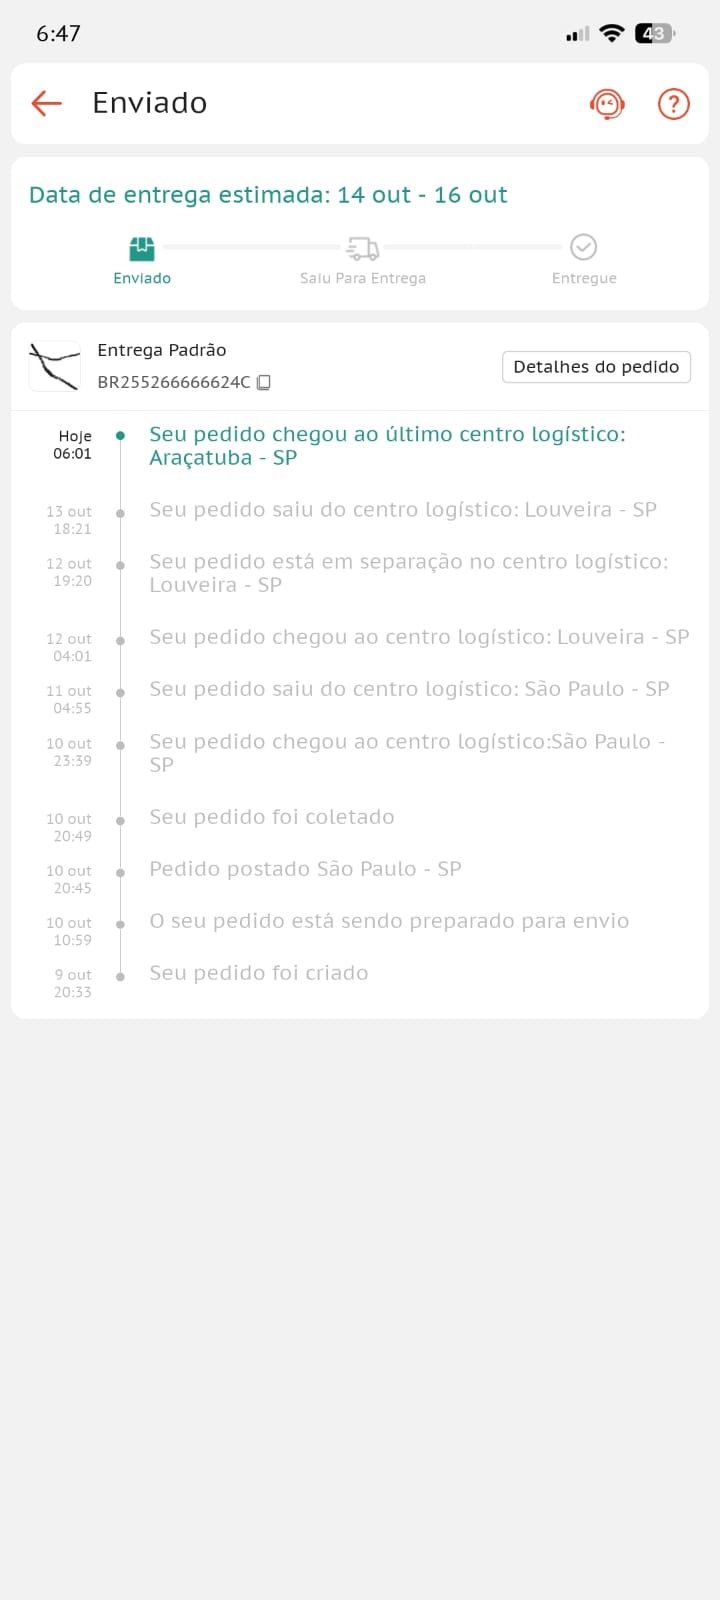 6:47
43
Enviado
Data de entrega estimada: 14 out - 16 out
Enviado
Saiu Para Entrega
Entregue
Entrega Padrão
BR255266666624C
Detalhes do pedido
Hoje
06:01
Seu pedido chegou ao último centro logístico:
Araçatuba - SP
13 out
18:21
Seu pedido saiu do centro logístico: Louveira - SP
12 out
19:20
Seu pedido está em separação no centro logístico:
Louveira - SP
12 out
04:01
Seu pedido chegou ao centro logístico: Louveira - SP
11 out
04:55
Seu pedido saiu do centro logístico: São Paulo - SP
10 out
23:39
Seu pedido chegou ao centro logístico:São Paulo -
SP
10 out
20:49
Seu pedido foi coletado
10 out
20:45
Pedido postado São Paulo - SP
10 out
10:59
O seu pedido está sendo preparado para envio
9 out
20:33
Seu pedido foi criado